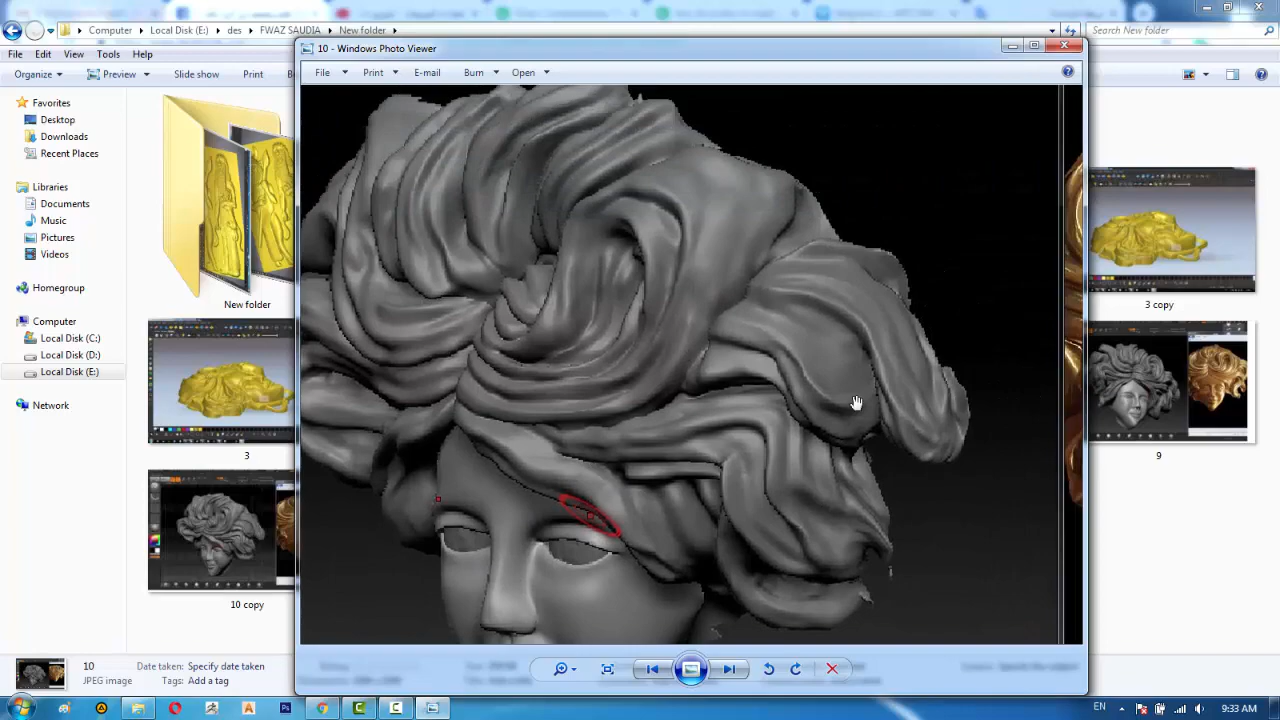 Computer ▸ Local Disk (E:) ▸ des ▸ FWAZ SAUDIA ▸ New folder
Search New folder
File Edit View Tools Help
Organize Preview Slide show Print
10 - Windows Photo Viewer
File Print E-mail Burn Open
Favorites
Desktop
Downloads
Recent Places
Libraries
Documents
Music
Pictures
Videos
Homegroup
Computer
Local Disk (C:)
Local Disk (D:)
Local Disk (E:)
Network
New folder
3
10 copy
3 copy
9
10 Date taken: Specify date taken
JPEG image Tags: Add a tag
EN 9:33 AM